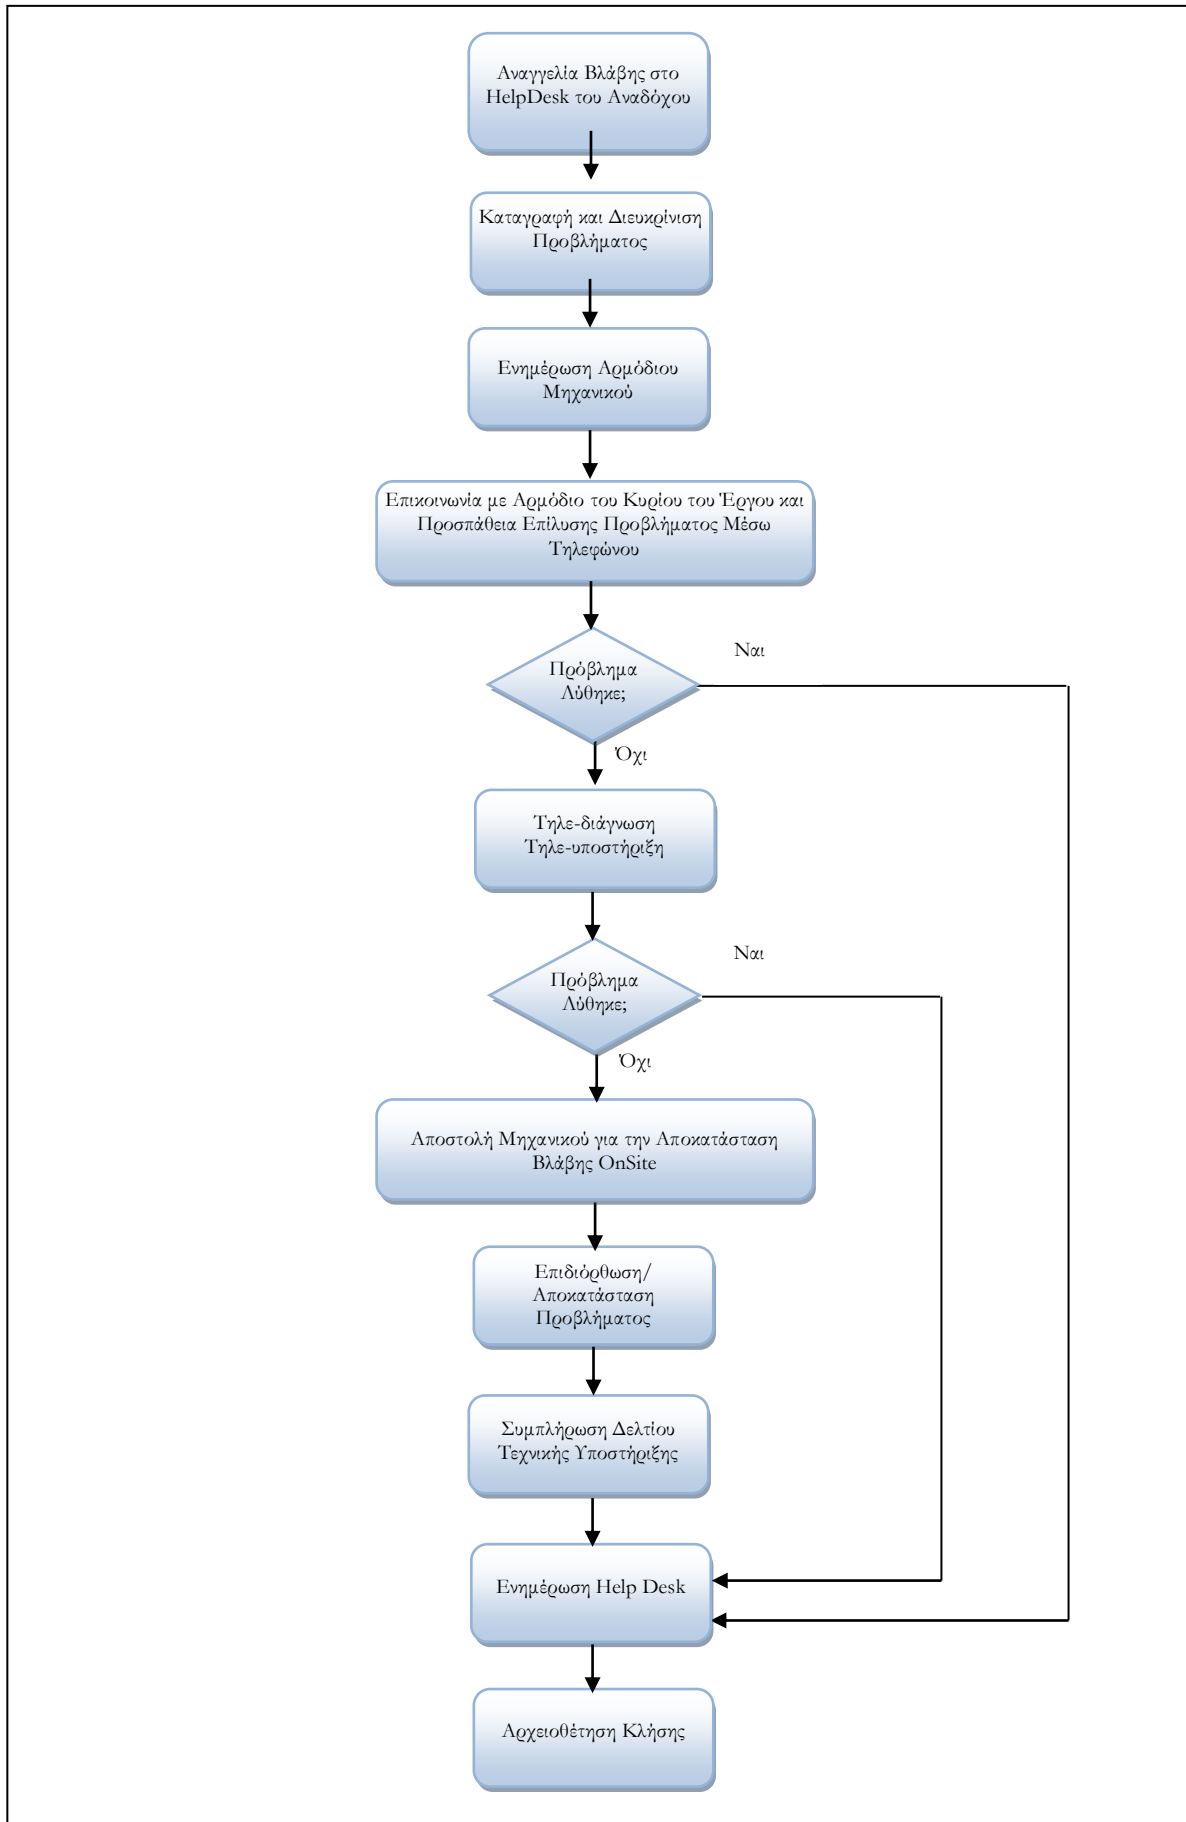 Αναγγελία Βλάβης στο
HelpDesk του Αναδόχου
Καταγραφή και Διευκρίνιση
Προβλήματος
Ενημέρωση Αρμόδιου
Μηχανικού
Επικοινωνία με Αρμόδιο του Κυρίου του Έργου και
Προσπάθεια Επίλυσης Προβλήματος Μέσω
Τηλεφώνου
Πρόβλημα
Λύθηκε;
Ναι
Όχι
Τηλε-διάγνωση
Τηλε-υποστήριξη
Πρόβλημα
Λύθηκε;
Ναι
Όχι
Αποστολή Μηχανικού για την Αποκατάσταση
Βλάβης OnSite
Επιδιόρθωση/
Αποκατάσταση
Προβλήματος
Συμπλήρωση Δελτίου
Τεχνικής Υποστήριξης
Ενημέρωση Help Desk
Αρχειοθέτηση Κλήσης